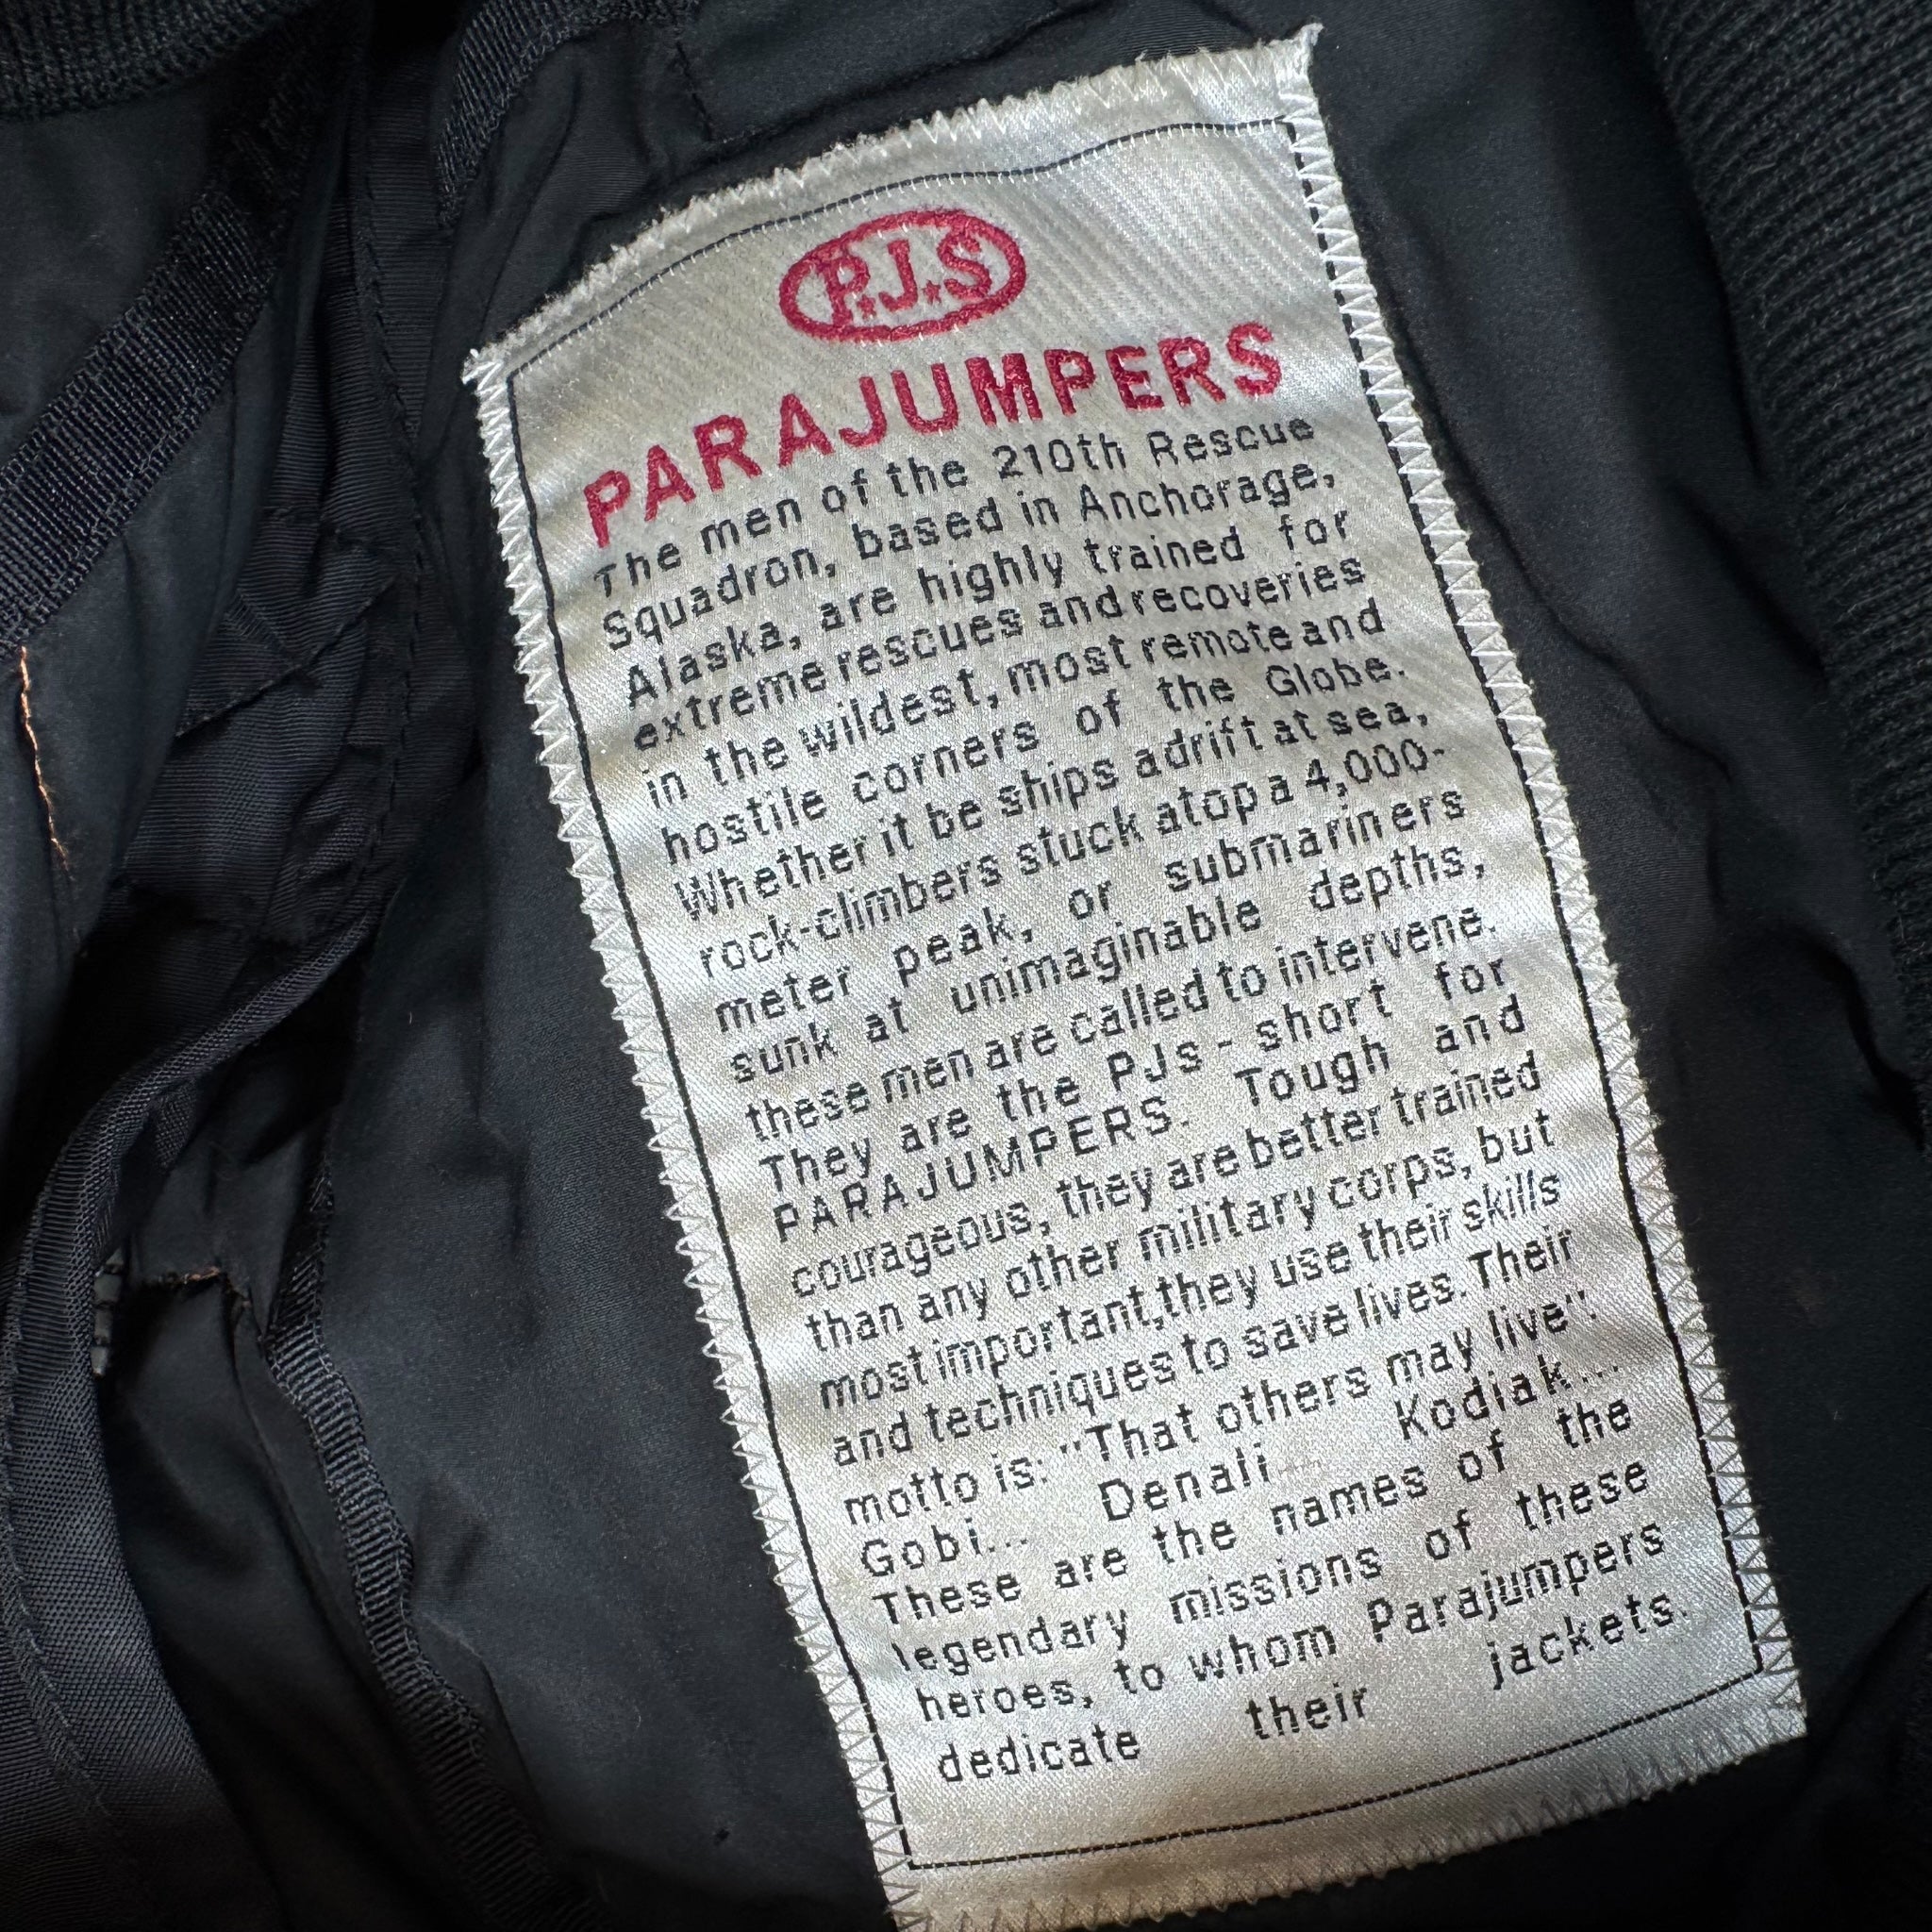 P.J.S
PARAJUMPERS
The men of the 210th Rescue
Squadron, based in Anchorage,
Alaska, are highly trained for
extreme rescues and recoveries
in the wildest, most remote and
hostile corners of the Globe.
Whether it be ships adrift at sea,
rock-climbers stuck atop a 4,000-
meter peak, or submariners
sunk at unimaginable depths,
these men are called to intervene.
They are the PJs - short for
PARAJUMPERS. Tough and
courageous, they are better trained
than any other military corps, but
most important, they use their skills
and techniques to save lives. Their
motto is: "That others may live".
Gobi... Denali... Kodiak...
These are the names of the
legendary missions of these
heroes, to whom Parajumpers
dedicate their jackets.